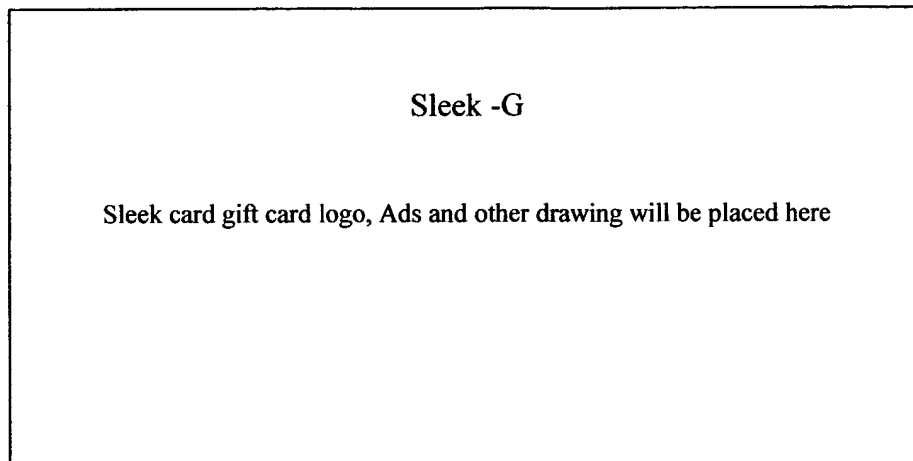 Sleek -G
Sleek card gift card logo, Ads and other drawing will be placed here